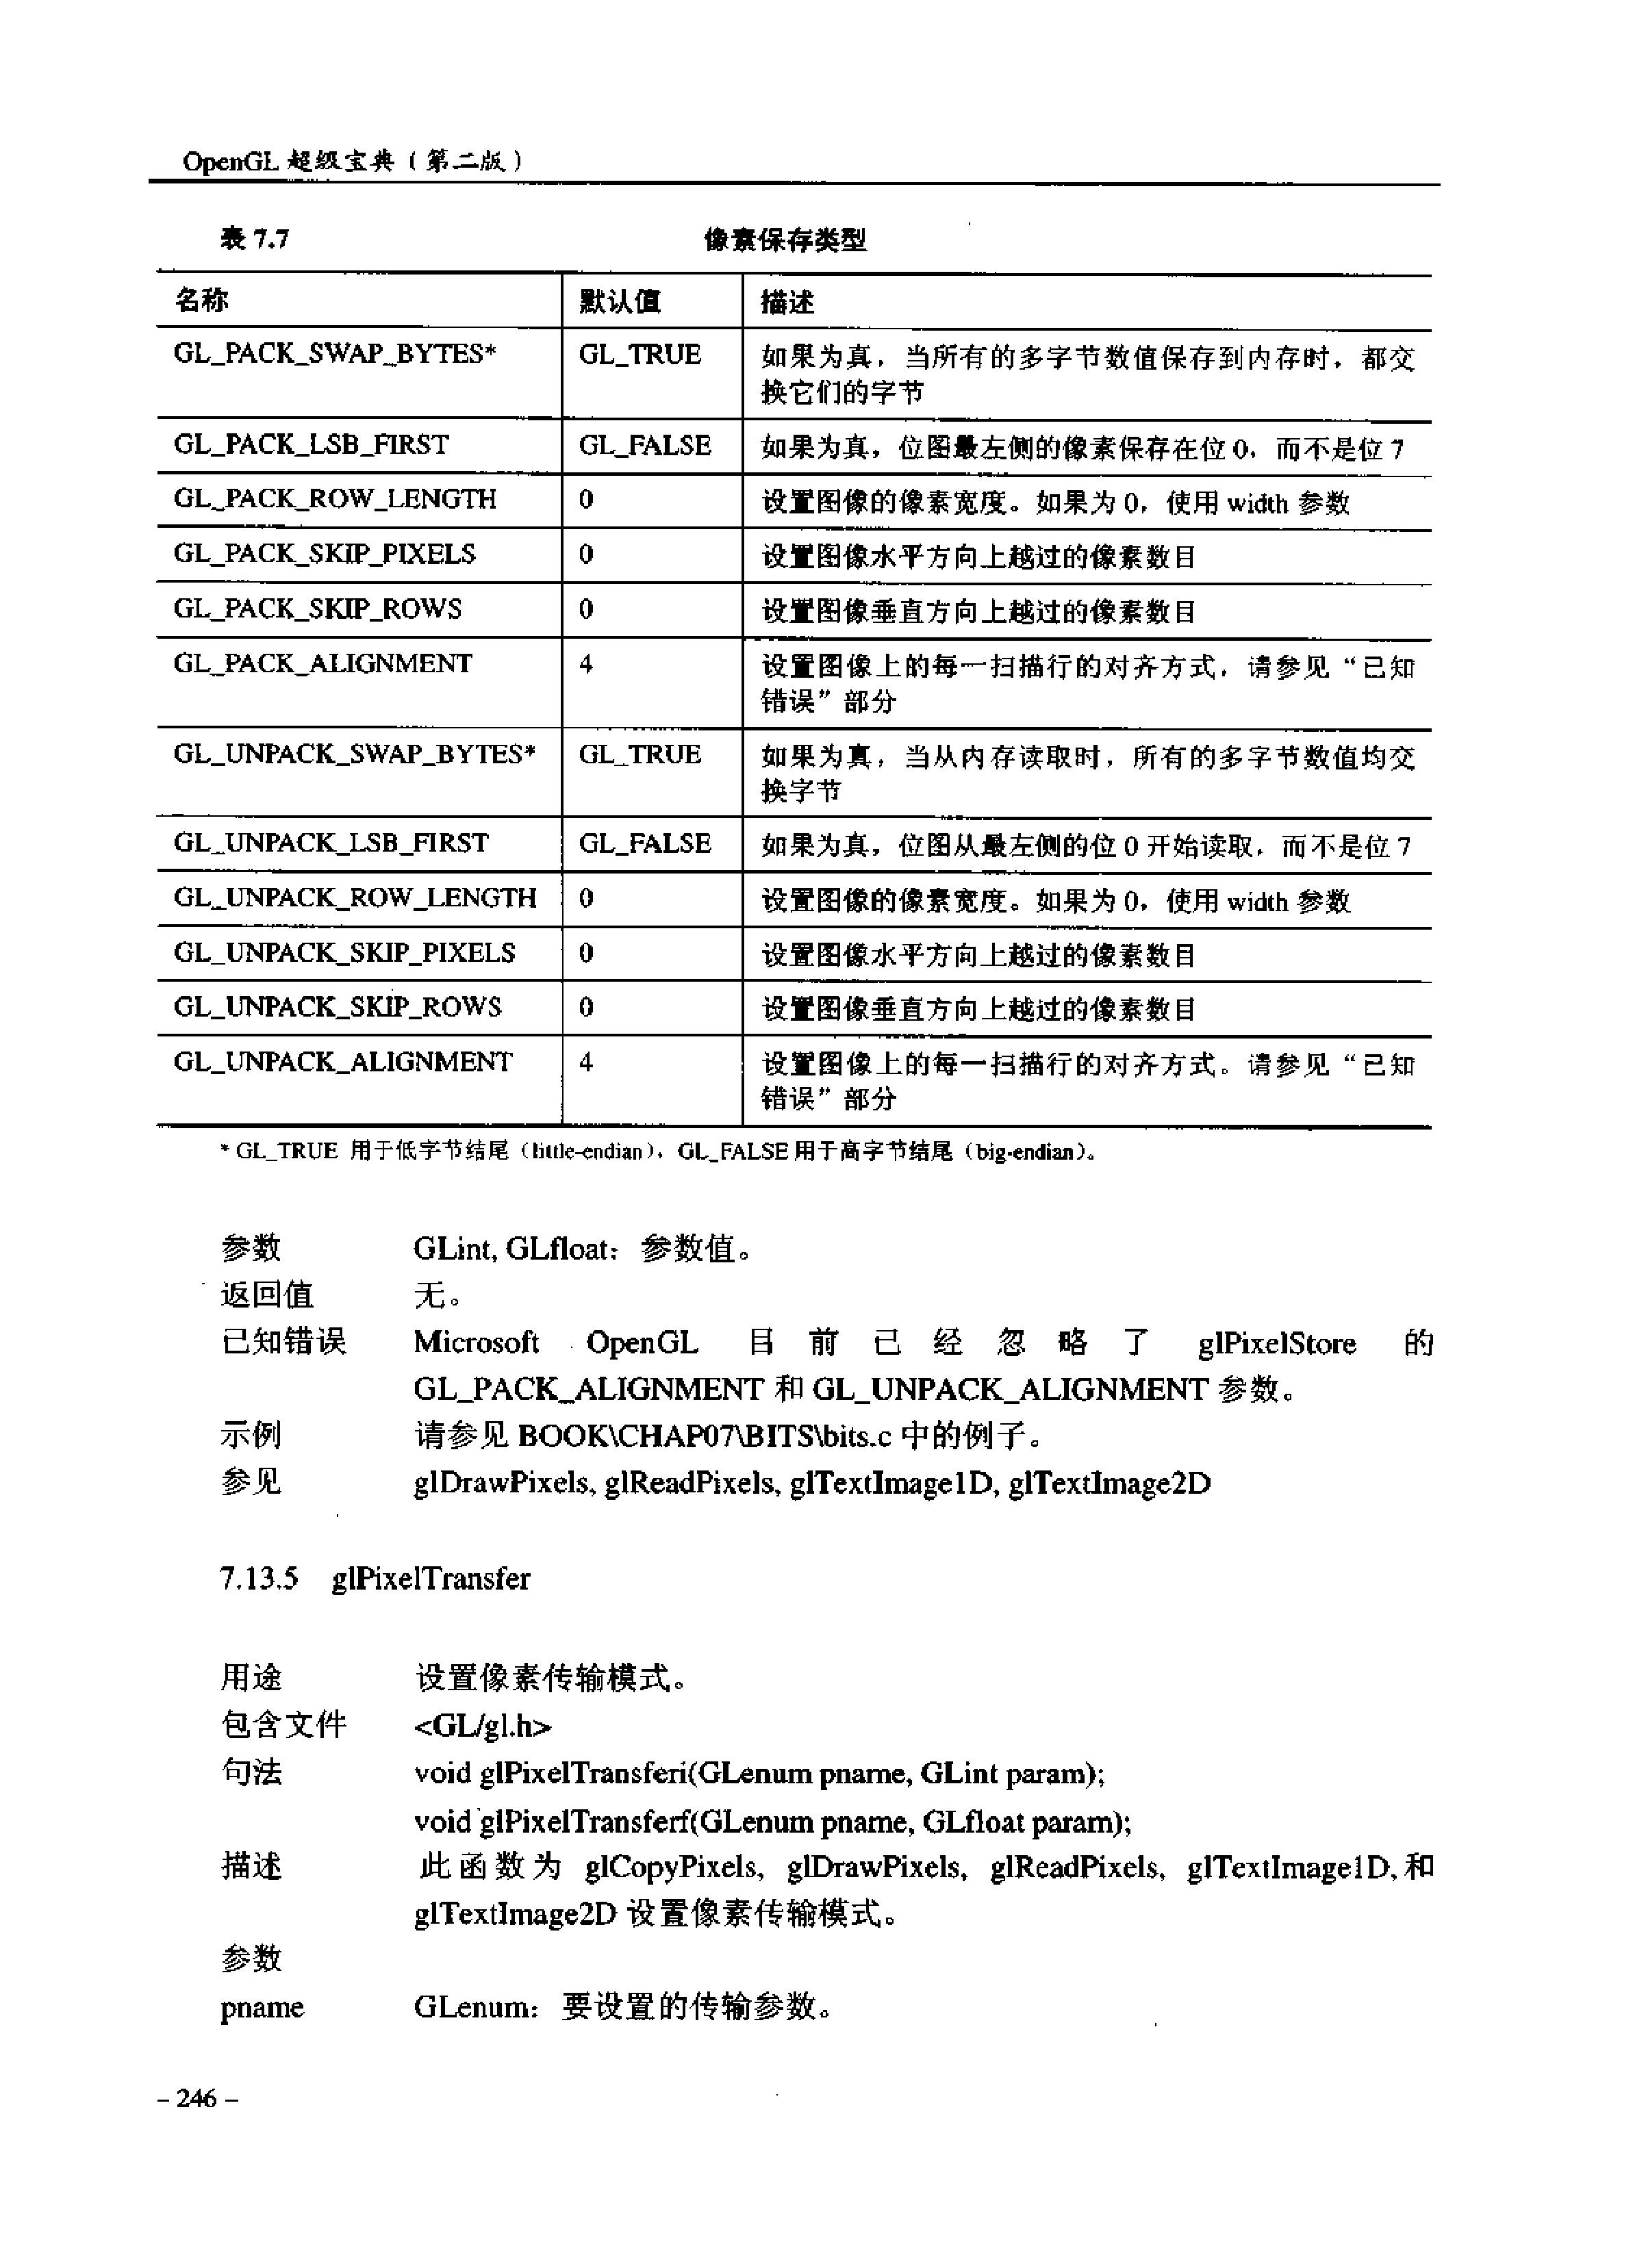 OpenGL 超级宝典（第二版）
表 7.7 像素保存类型
名称 默认值 描述
GL_PACK_SWAP_BYTES* GL_TRUE 如果为真，当所有的多字节数值保存到内存时，都交
换它们的字节
GL_PACK_LSB_FIRST GL_FALSE 如果为真，位图最左侧的像素保存在位 0，而不是位 7
GL_PACK_ROW_LENGTH 0 设置图像的像素宽度。如果为 0，使用 width 参数
GL_PACK_SKIP_PIXELS 0 设置图像水平方向上越过的像素数目
GL_PACK_SKIP_ROWS 0 设置图像垂直方向上越过的像素数目
GL_PACK_ALIGNMENT 4 设置图像上的每一扫描行的对齐方式，请参见“已知
错误”部分
GL_UNPACK_SWAP_BYTES* GL_TRUE 如果为真，当从内存读取时，所有的多字节数值均交
换字节
GL_UNPACK_LSB_FIRST GL_FALSE 如果为真，位图从最左侧的位 0 开始读取，而不是位 7
GL_UNPACK_ROW_LENGTH 0 设置图像的像素宽度。如果为 0，使用 width 参数
GL_UNPACK_SKIP_PIXELS 0 设置图像水平方向上越过的像素数目
GL_UNPACK_SKIP_ROWS 0 设置图像垂直方向上越过的像素数目
GL_UNPACK_ALIGNMENT 4 设置图像上的每一扫描行的对齐方式。请参见“已知
错误”部分
* GL_TRUE 用于低字节结尾（little-endian），GL_FALSE 用于高字节结尾（big-endian）。
参数 GLint, GLfloat：参数值。
返回值 无。
已知错误 Microsoft OpenGL 目前已经忽略了 glPixelStore 的
GL_PACK_ALIGNMENT 和 GL_UNPACK_ALIGNMENT 参数。
示例 请参见 BOOK\CHAP07\BITS\bits.c 中的例子。
参见 glDrawPixels, glReadPixels, glTextImage1D, glTextImage2D
7.13.5 glPixelTransfer
用途 设置像素传输模式。
包含文件 <GL/gl.h>
句法 void glPixelTransferi(GLenum pname, GLint param);
void glPixelTransferf(GLenum pname, GLfloat param);
描述 此函数为 glCopyPixels, glDrawPixels, glReadPixels, glTextImage1D, 和
glTextImage2D 设置像素传输模式。
参数
pname GLenum：要设置的传输参数。
– 246 –